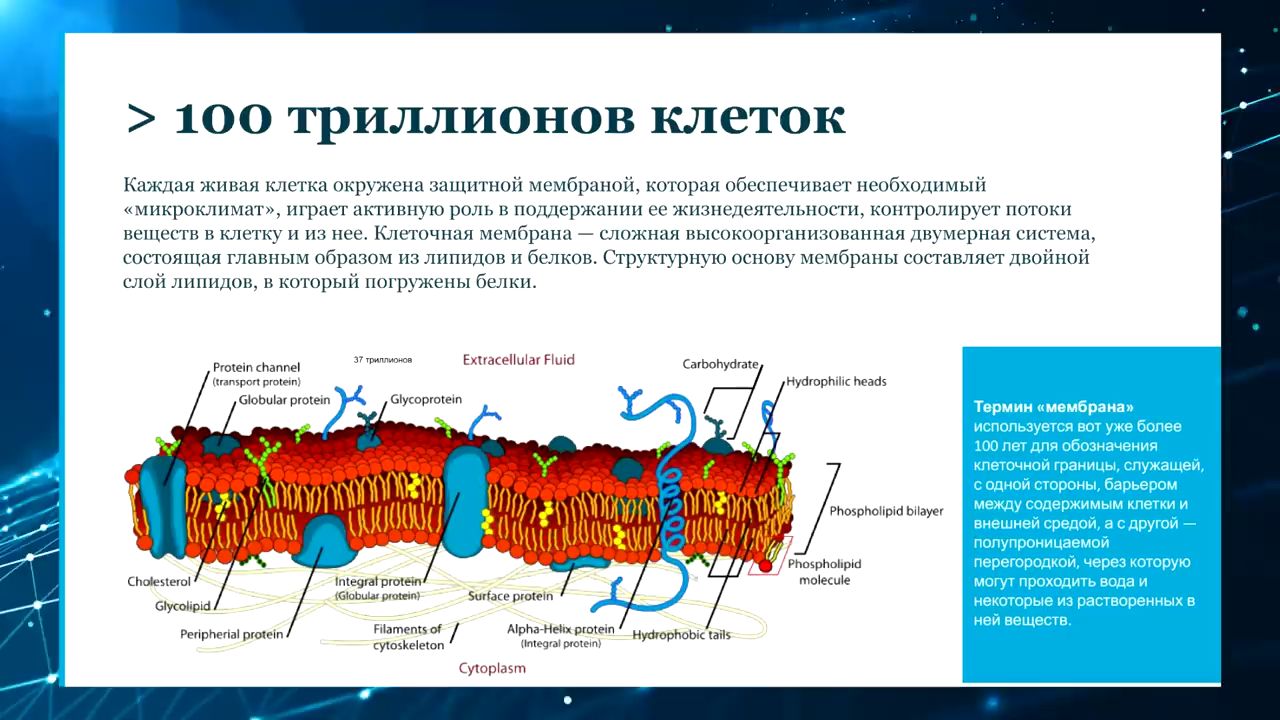 > 100 триллионов клеток
Каждая живая клетка окружена защитной мембраной, которая обеспечивает необходимый
«микроклимат», играет активную роль в поддержании ее жизнедеятельности, контролирует потоки
веществ в клетку и из нее. Клеточная мембрана — сложная высокоорганизованная двумерная система,
состоящая главным образом из липидов и белков. Структурную основу мембраны составляет двойной
слой липидов, в который погружены белки.
37 триллионов
Extracellular Fluid
Protein channel
(transport protein)
Globular protein
Glycoprotein
Carbohydrate
Hydrophilic heads
Phospholipid bilayer
Phospholipid
molecule
Cholesterol
Glycolipid
Peripherial protein
Integral protein
(Globular protein)
Filaments of
cytoskeleton
Surface protein
Alpha-Helix protein
(Integral protein)
Hydrophobic tails
Cytoplasm
Термин «мембрана»
используется вот уже более
100 лет для обозначения
клеточной границы, служащей,
с одной стороны, барьером
между содержимым клетки и
внешней средой, а с другой —
полупроницаемой
перегородкой, через которую
могут проходить вода и
некоторые из растворенных в
ней веществ.